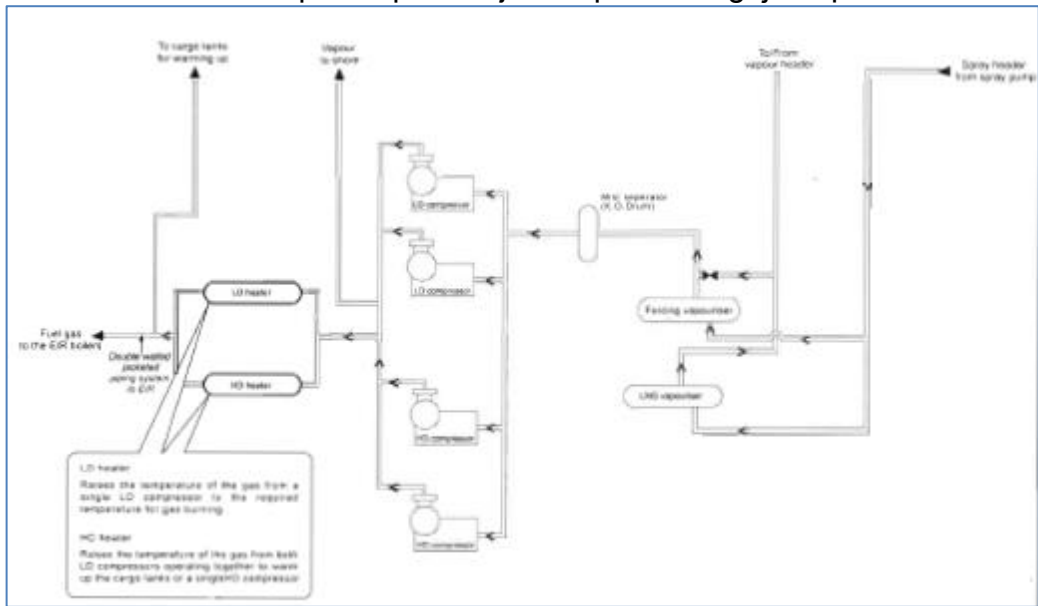 To cargo tanks
for warming up
Vapour
to shore
To/From
vapour header
Spray header
from spray pump
LD compressor
Mist separator
(K.O. Drum)
LD compressor
LD heater
Forcing vapouriser
Fuel gas
to the E/R boilers
Double walled
jacketed
piping system
to E/R
HD heater
LNG vapouriser
HD compressor
HD compressor
LD heater
Raises the temperature of the gas from a
single LD compressor to the required
temperature for gas burning
HD heater
Raises the temperature of the gas from both
LD compressors operating together to warm
up the cargo tanks or a single HD compressor